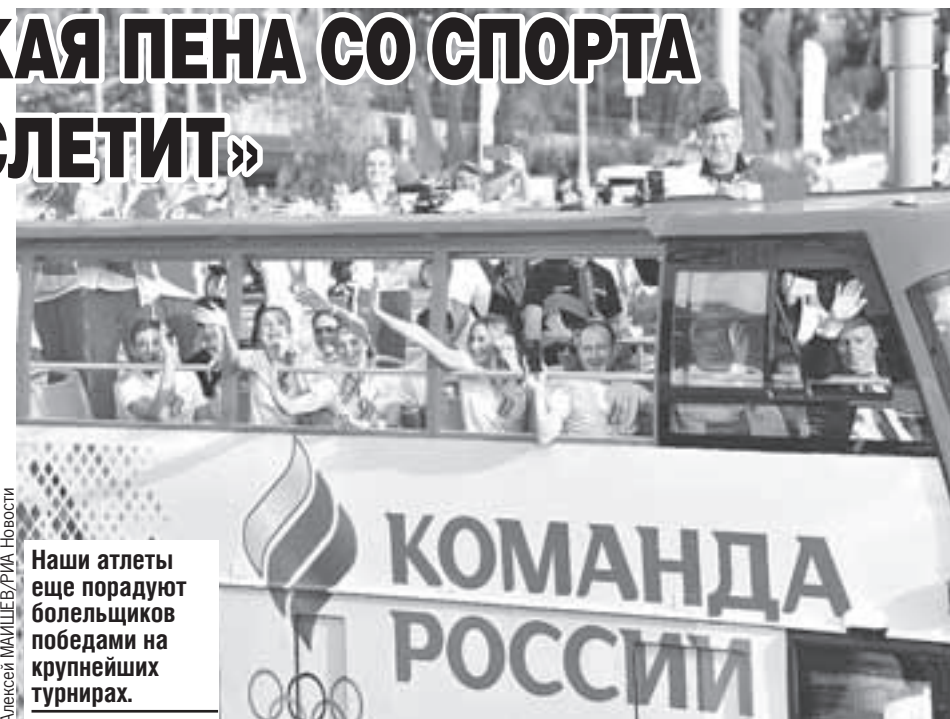 КАЯ ПЕНА СО СПОРТА
СЛЕТИТ»
КОМАНДА
РОССИИ
Алексей МАЙШЕВ/РИА Новости
Наши атлеты
еще порадуют
болельщиков
победами на
крупнейших
турнирах.